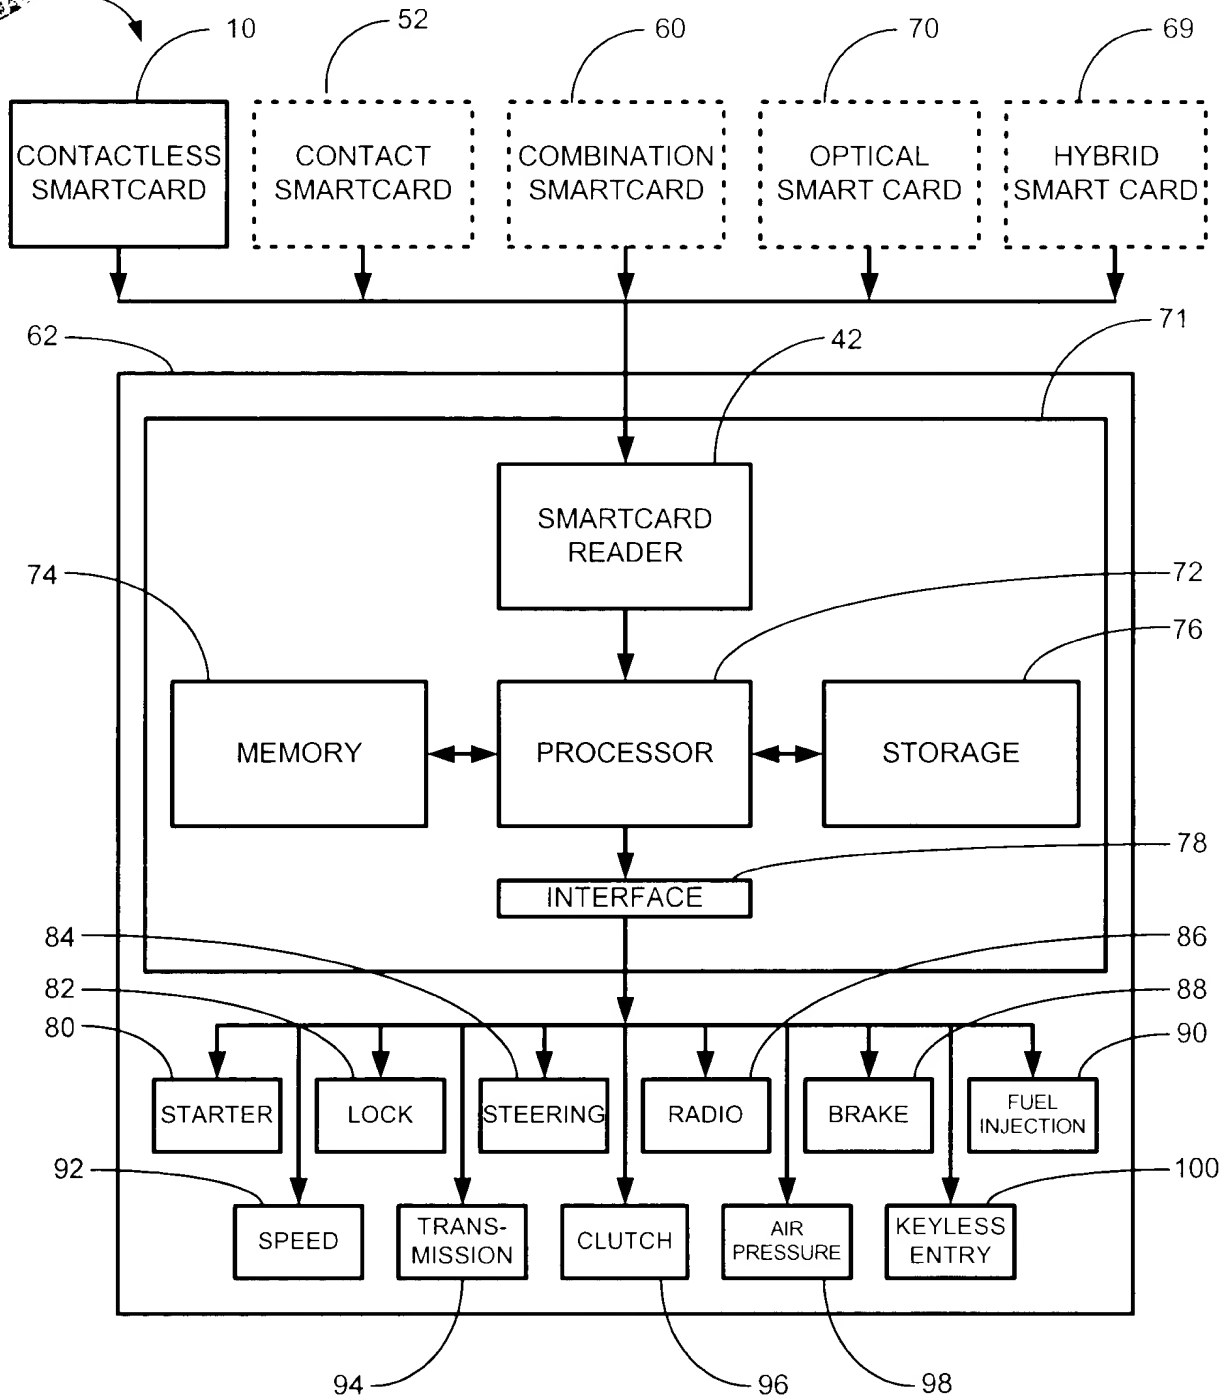 10
52
60
70
69
CONTACTLESS
SMARTCARD
CONTACT
SMARTCARD
COMBINATION
SMARTCARD
OPTICAL
SMART CARD
HYBRID
SMART CARD
62
42
71
SMARTCARD
READER
74
72
76
MEMORY
PROCESSOR
STORAGE
78
INTERFACE
84
86
82
88
80
90
STARTER
LOCK
STEERING
RADIO
BRAKE
FUEL
INJECTION
92
100
SPEED
TRANS-
MISSION
CLUTCH
AIR
PRESSURE
KEYLESS
ENTRY
94
96
98